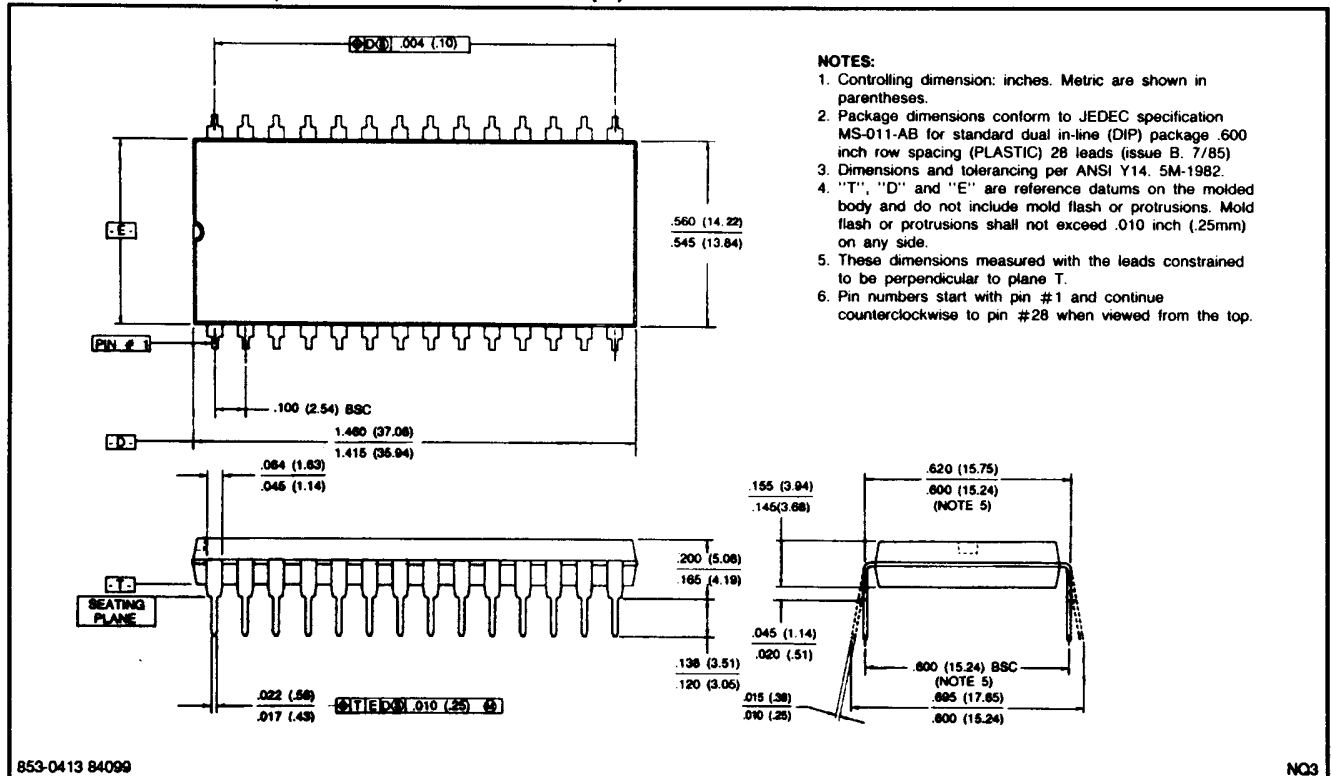 ⌖ D Ⓢ .004 (.10)
NOTES:
1. Controlling dimension: inches. Metric are shown in
parentheses.
2. Package dimensions conform to JEDEC specification
MS-011-AB for standard dual in-line (DIP) package .600
inch row spacing (PLASTIC) 28 leads (issue B. 7/85)
3. Dimensions and tolerancing per ANSI Y14. 5M-1982.
4. "T", "D" and "E" are reference datums on the molded
body and do not include mold flash or protrusions. Mold
flash or protrusions shall not exceed .010 inch (.25mm)
on any side.
5. These dimensions measured with the leads constrained
to be perpendicular to plane T.
6. Pin numbers start with pin #1 and continue
counterclockwise to pin #28 when viewed from the top.
-E-
.560 (14.22)
.545 (13.84)
PIN # 1
.100 (2.54) BSC
-D-
1.460 (37.08)
1.415 (35.94)
.064 (1.63)
.045 (1.14)
.620 (15.75)
.600 (15.24)
(NOTE 5)
.155 (3.94)
.145(3.68)
.200 (5.08)
.165 (4.19)
-T-
SEATING
PLANE
.045 (1.14)
.020 (.51)
.138 (3.51)
.120 (3.05)
.600 (15.24) BSC
(NOTE 5)
.695 (17.65)
.600 (15.24)
.015 (.38)
.010 (.25)
.022 (.56)
.017 (.43)
⌖ T E D Ⓢ .010 (.25) Ⓜ
853-0413 84099
NQ3